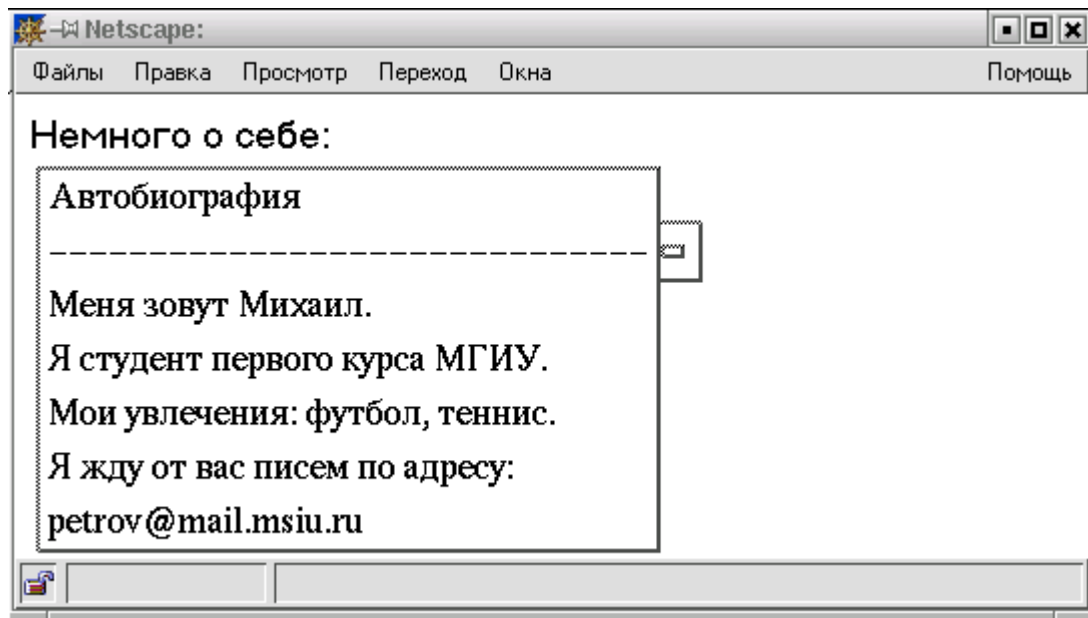 Netscape:
Файлы Правка Просмотр Переход Окна Помощь
Немного о себе:
Автобиография
------------------------------
Меня зовут Михаил.
Я студент первого курса МГИУ.
Мои увлечения: футбол, теннис.
Я жду от вас писем по адресу:
petrov@mail.msiu.ru